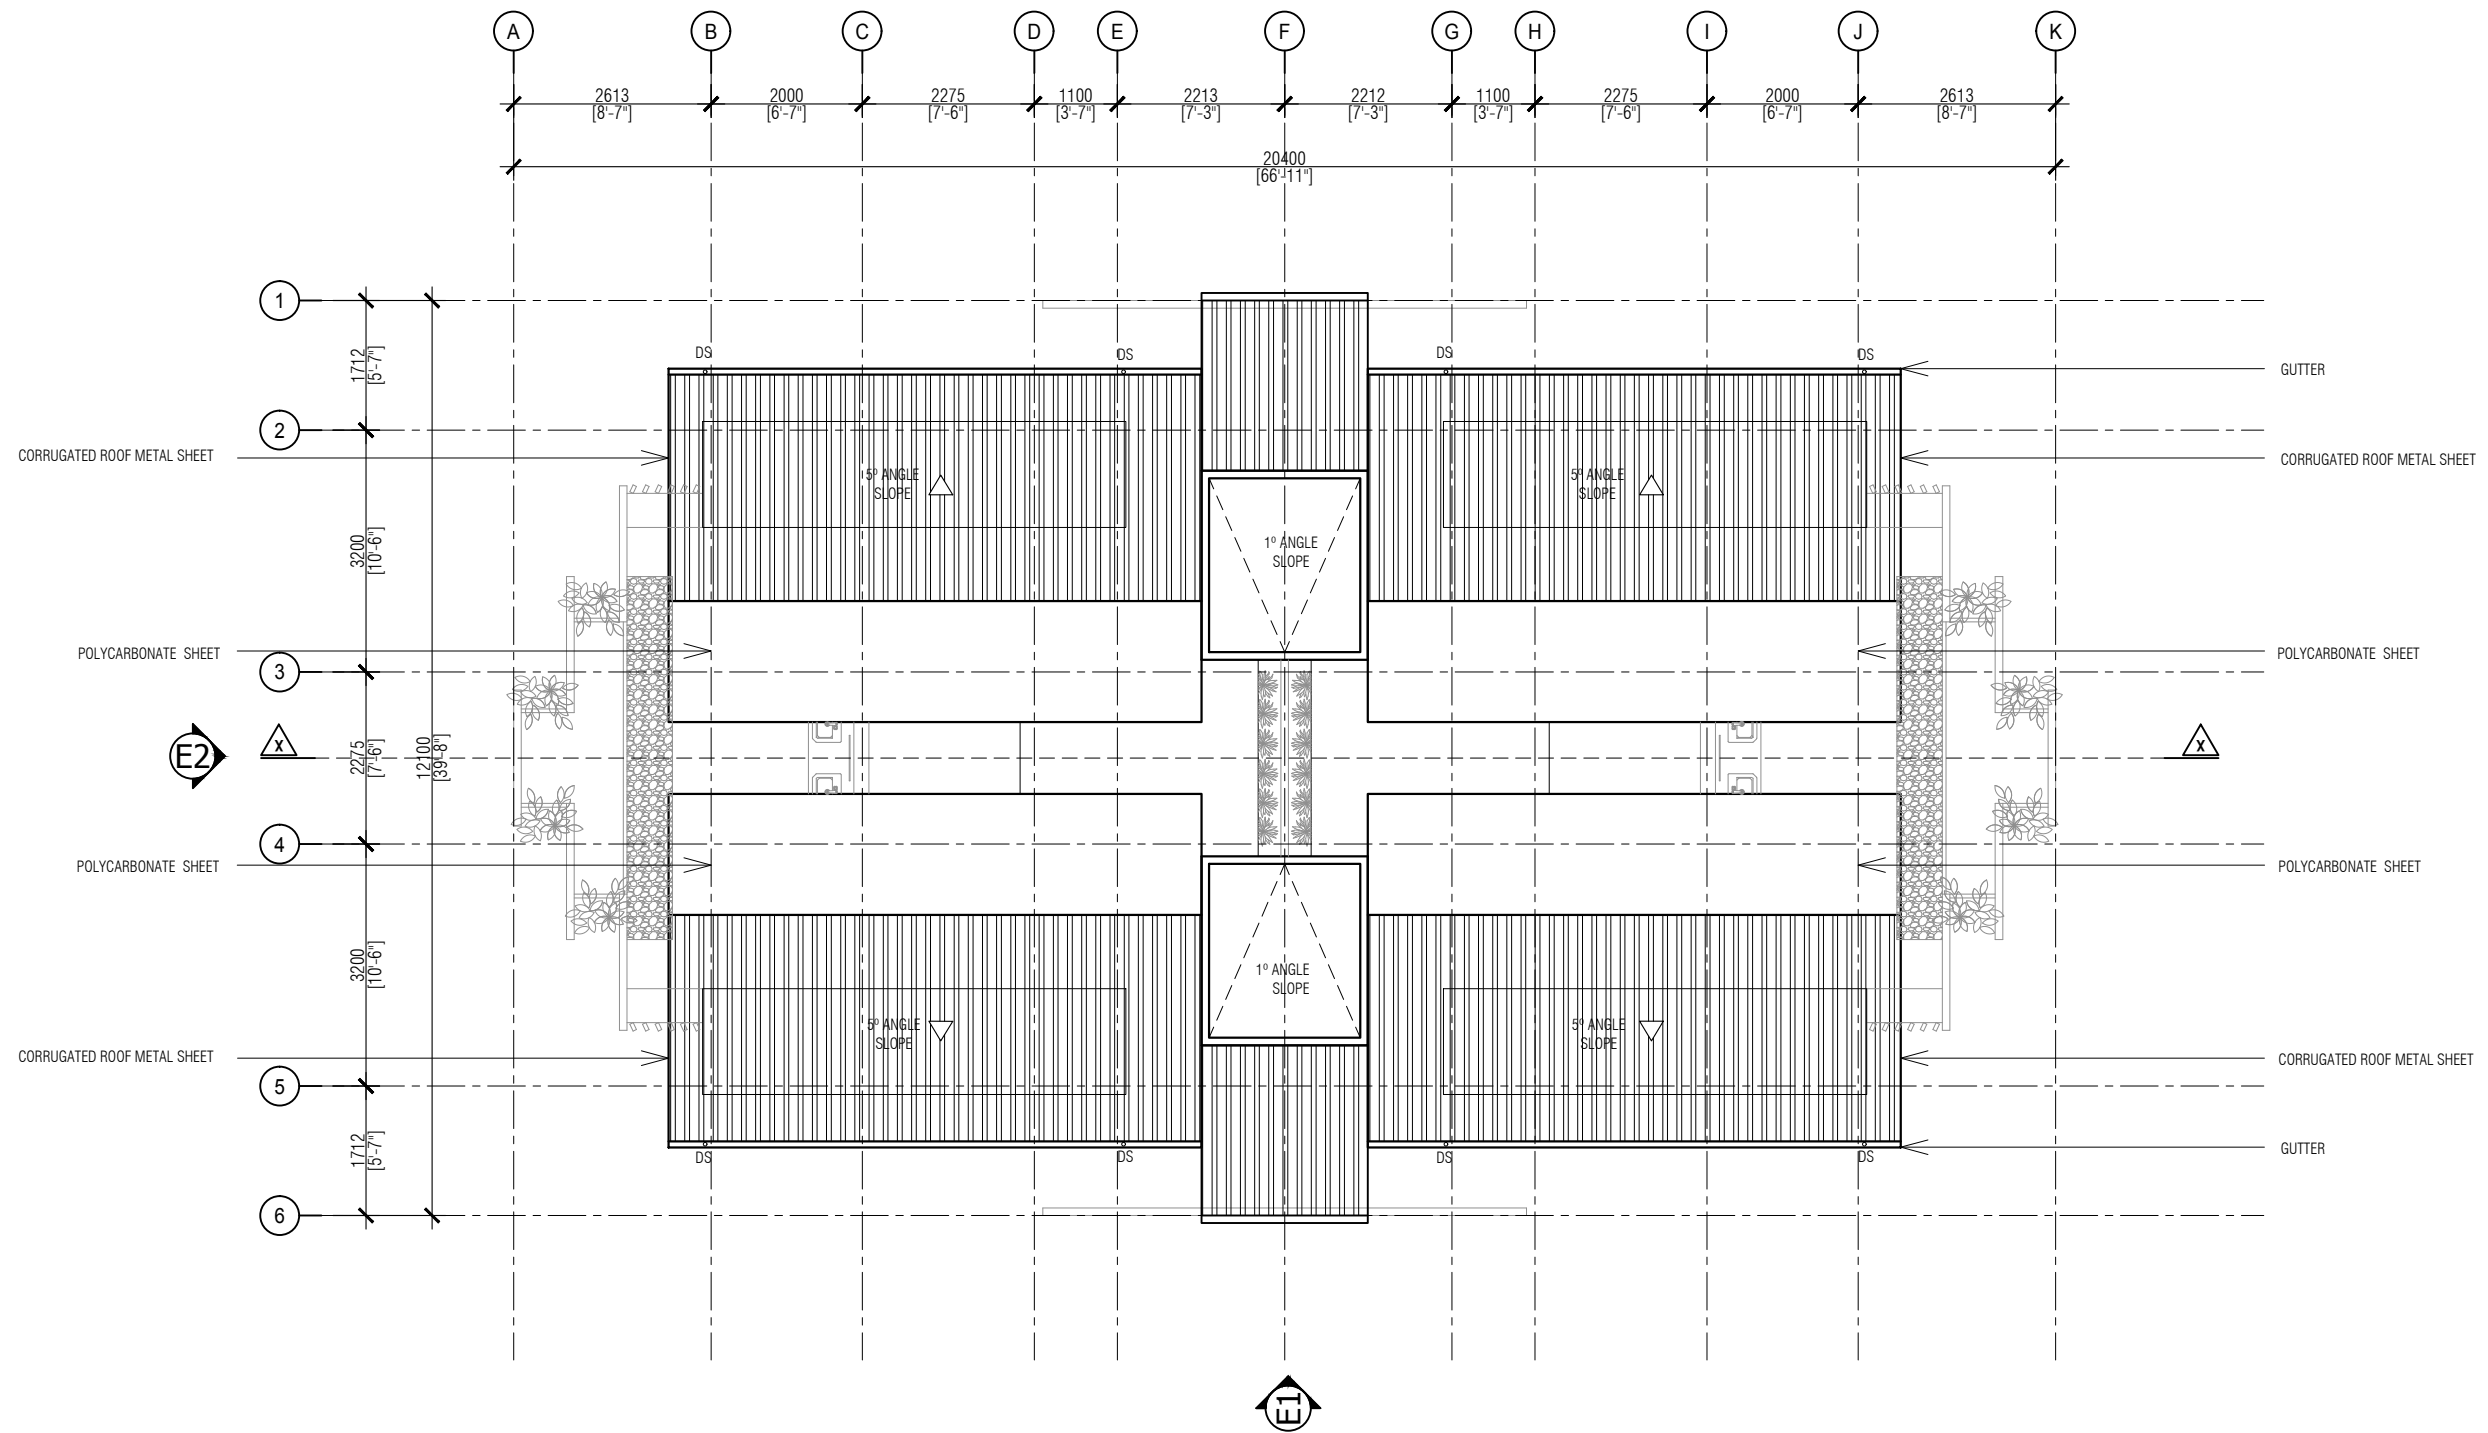 A B C D E F G H I J K
2613 2000 2275 1100 2213 2212 1100 2275 2000 2613
[8'-7"] [6'-7"] [7'-6"] [3'-7"] [7'-3"] [7'-3"] [3'-7"] [7'-6"] [6'-7"] [8'-7"]
20400
[66'-11"]
1
1712
[5'-7"]
DS DS DS DS
GUTTER
2
CORRUGATED ROOF METAL SHEET
CORRUGATED ROOF METAL SHEET
5º ANGLE
SLOPE
5º ANGLE
SLOPE
3200
[10'-6"]
1º ANGLE
SLOPE
POLYCARBONATE SHEET
POLYCARBONATE SHEET
3
E2
X
2275
[7'-6"]
12100
[39'-8"]
X
4
POLYCARBONATE SHEET
POLYCARBONATE SHEET
3200
[10'-6"]
1º ANGLE
SLOPE
5º ANGLE
SLOPE
5º ANGLE
SLOPE
CORRUGATED ROOF METAL SHEET
CORRUGATED ROOF METAL SHEET
5
1712
[5'-7"]
DS DS DS DS
GUTTER
6
E1